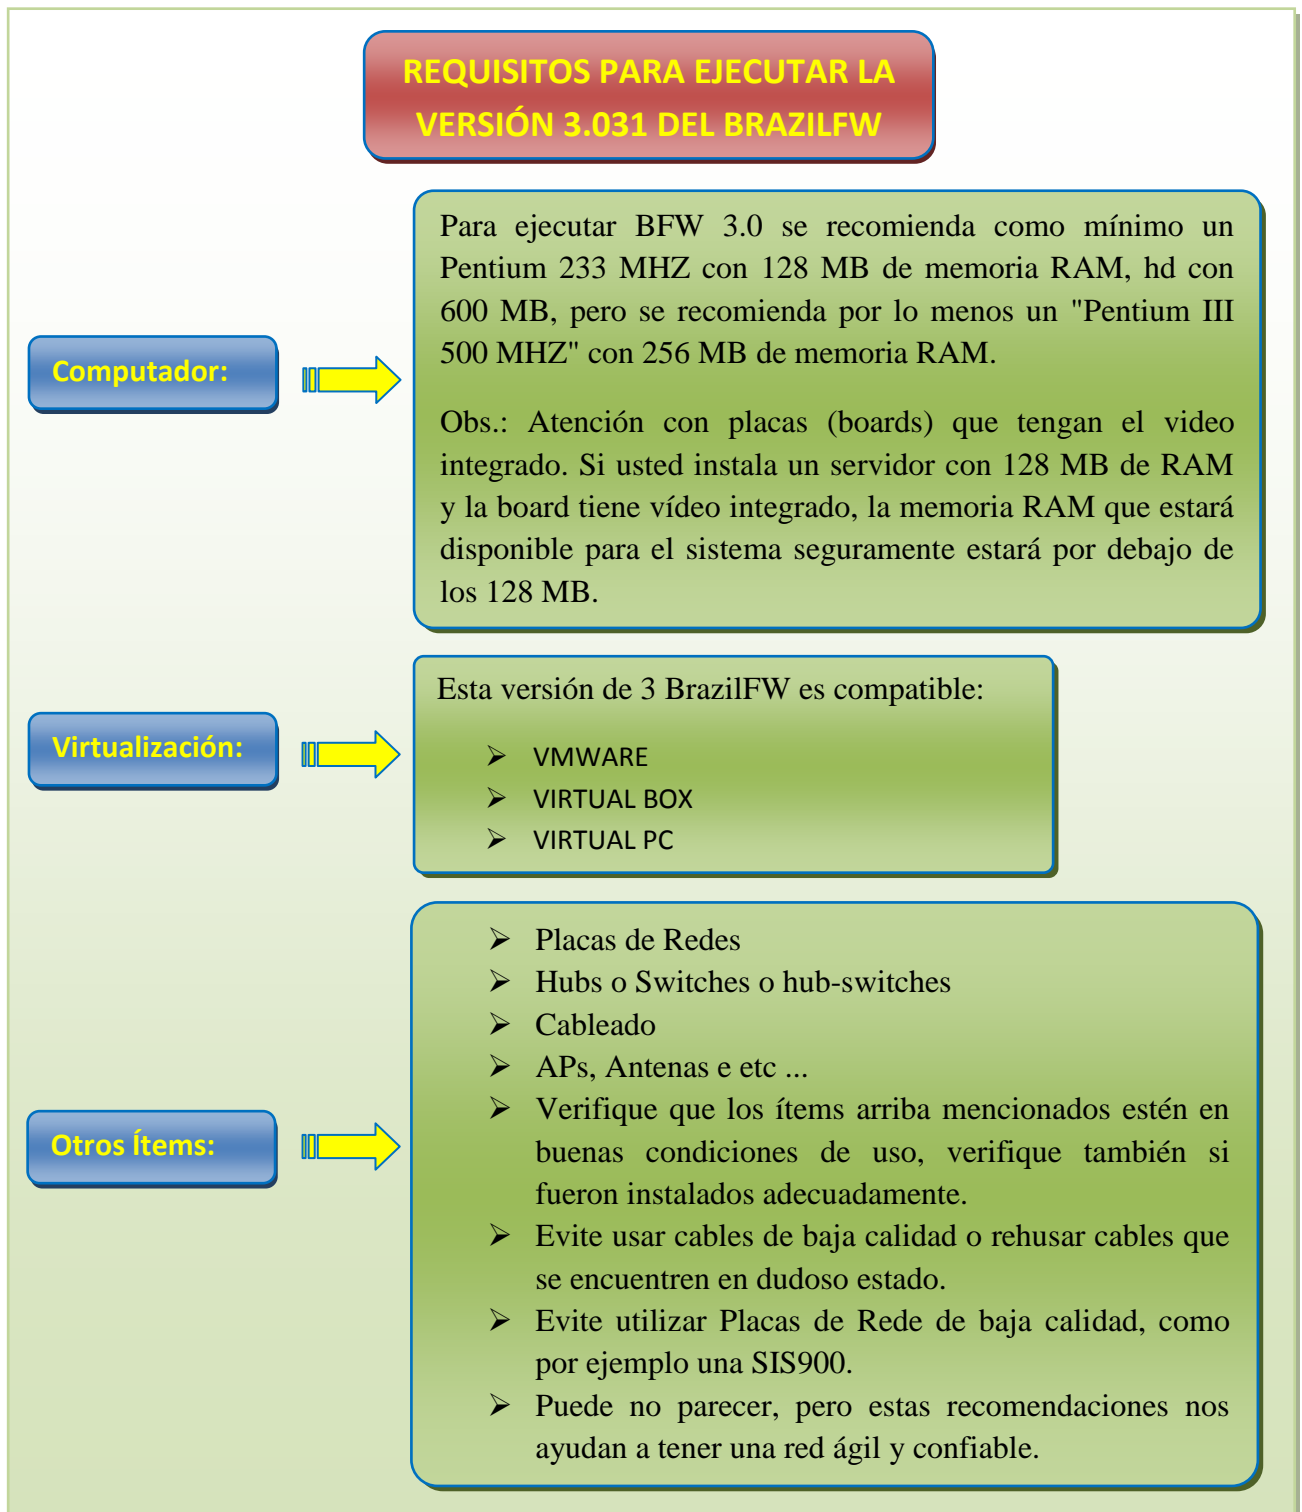 REQUISITOS PARA EJECUTAR LA
VERSIÓN 3.031 DEL BRAZILFW
Computador:
Para ejecutar BFW 3.0 se recomienda como mínimo un
Pentium 233 MHZ con 128 MB de memoria RAM, hd con
600 MB, pero se recomienda por lo menos un "Pentium III
500 MHZ" con 256 MB de memoria RAM.
Obs.: Atención con placas (boards) que tengan el video
integrado. Si usted instala un servidor con 128 MB de RAM
y la board tiene vídeo integrado, la memoria RAM que estará
disponible para el sistema seguramente estará por debajo de
los 128 MB.
Virtualización:
Esta versión de 3 BrazilFW es compatible:
➢ VMWARE
➢ VIRTUAL BOX
➢ VIRTUAL PC
Otros Ítems:
➢ Placas de Redes
➢ Hubs o Switches o hub-switches
➢ Cableado
➢ APs, Antenas e etc ...
➢ Verifique que los ítems arriba mencionados estén en
buenas condiciones de uso, verifique también si
fueron instalados adecuadamente.
➢ Evite usar cables de baja calidad o rehusar cables que
se encuentren en dudoso estado.
➢ Evite utilizar Placas de Rede de baja calidad, como
por ejemplo una SIS900.
➢ Puede no parecer, pero estas recomendaciones nos
ayudan a tener una red ágil y confiable.